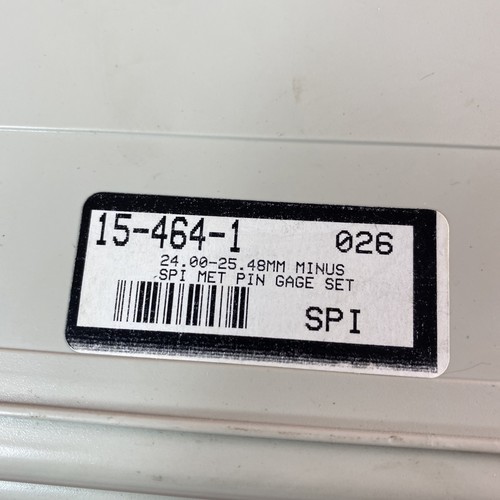 15-464-1 026
24.00-25.48MM MINUS
SPI MET PIN GAGE SET
SPI